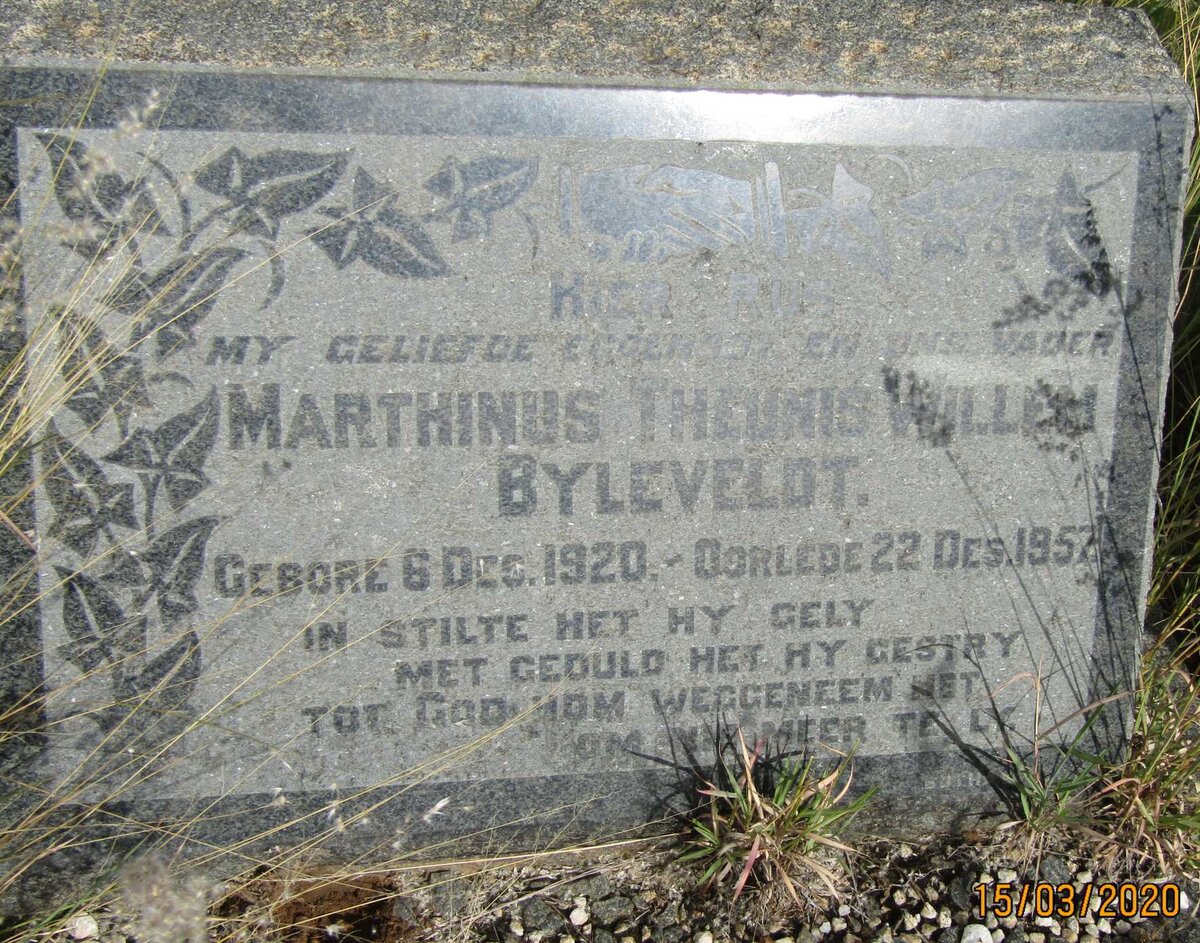 HIER RUS
MY GELIEFDE EGGENOOT EN ONS VADER
MARTHINUS THEUNIS WILLEM
BYLEVELDT.
GEBORE 6 DES. 1920. - OORLEDE 22 DES. 1957
IN STILTE HET HY GELY
MET GEDULD HET HY GESTRY
TOT GOD HOM WEGGENEEM HET
OM NIE MEER TE LY
15/03/2020